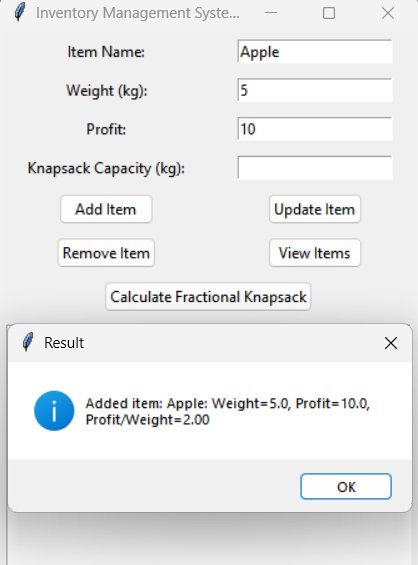 Inventory Management Syste...
Item Name: Apple
Weight (kg): 5
Profit: 10
Knapsack Capacity (kg):
Add Item Update Item
Remove Item View Items
Calculate Fractional Knapsack
Result
Added item: Apple: Weight=5.0, Profit=10.0,
Profit/Weight=2.00
OK